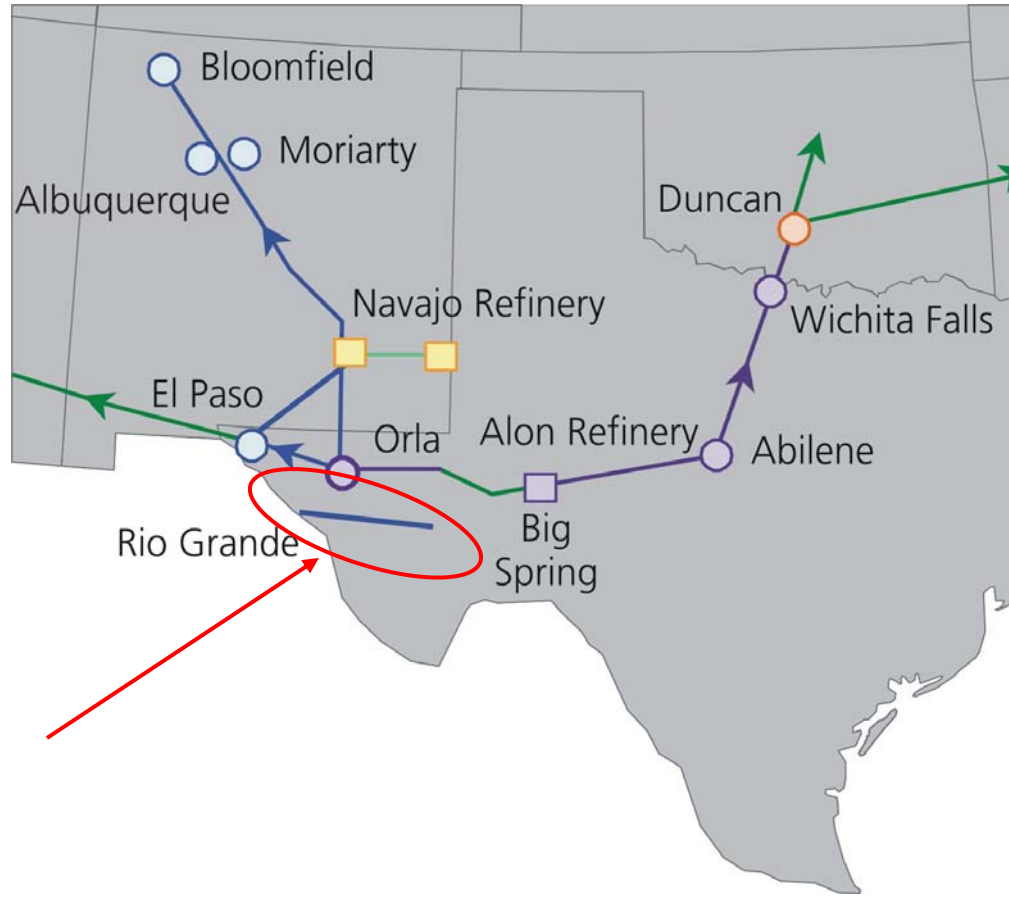 Bloomfield
Moriarty
Albuquerque
Duncan
Navajo Refinery
Wichita Falls
El Paso
Orla
Alon Refinery
Abilene
Rio Grande
Big
Spring